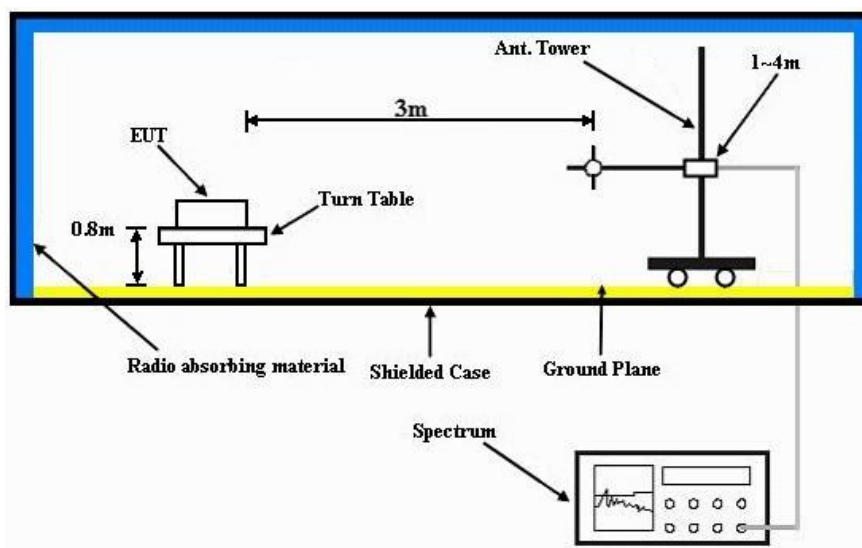 Ant. Tower
1~4m
3m
EUT
Turn Table
0.8m
Radio absorbing material
Shielded Case
Ground Plane
Spectrum